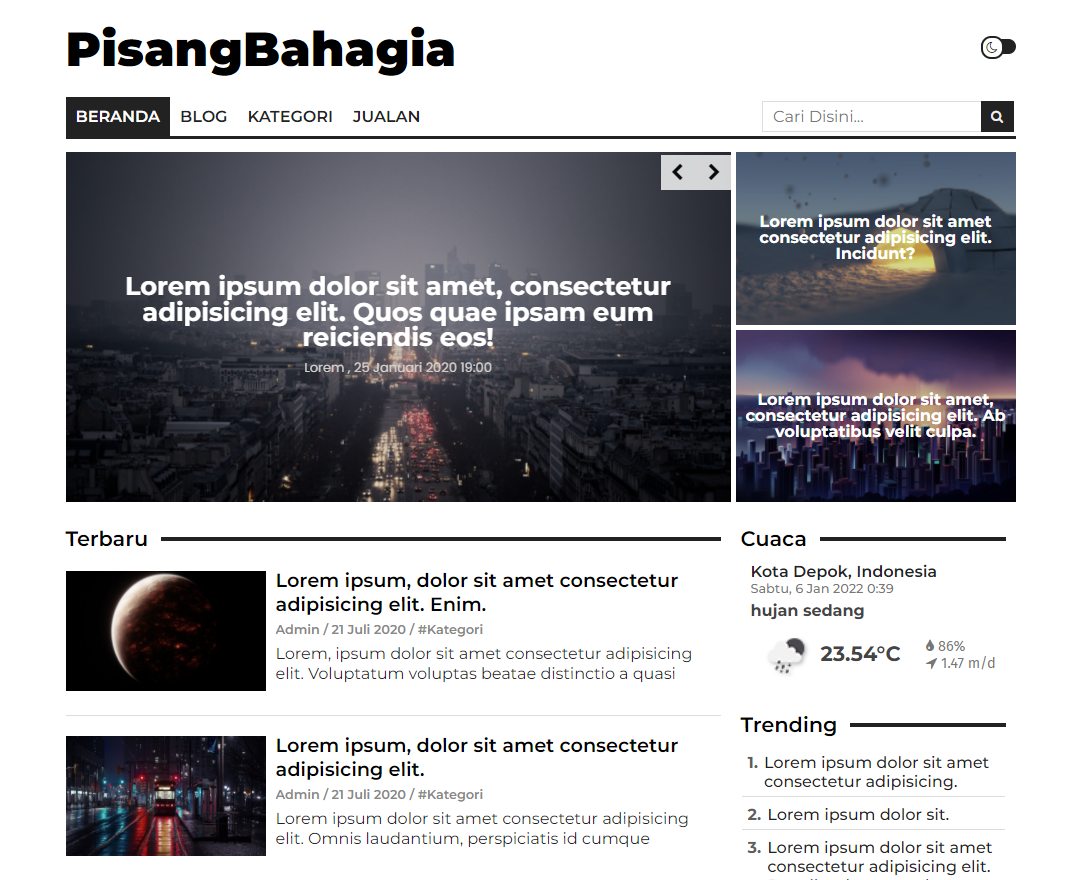 PisangBahagia
BERANDA BLOG KATEGORI JUALAN
Cari Disini...
Lorem ipsum dolor sit amet, consectetur
adipisicing elit. Quos quae ipsam eum
reiciendis eos!
Lorem , 25 Januari 2020 19:00
Lorem ipsum dolor sit amet
consectetur adipisicing elit.
Incidunt?
Lorem ipsum dolor sit amet,
consectetur adipisicing elit. Ab
voluptatibus velit culpa.
Terbaru
Lorem ipsum, dolor sit amet consectetur
adipisicing elit. Enim.
Admin / 21 Juli 2020 / #Kategori
Lorem, ipsum dolor sit amet consectetur adipisicing
elit. Voluptatum voluptas beatae distinctio a quasi
Lorem ipsum, dolor sit amet consectetur
adipisicing elit.
Admin / 21 Juli 2020 / #Kategori
Lorem ipsum dolor sit amet consectetur adipisicing
elit. Omnis laudantium, perspiciatis id cumque
Cuaca
Kota Depok, Indonesia
Sabtu, 6 Jan 2022 0:39
hujan sedang
23.54°C
86%
1.47 m/d
Trending
1. Lorem ipsum dolor sit amet
consectetur adipisicing.
2. Lorem ipsum dolor sit.
3. Lorem ipsum dolor sit amet
consectetur adipisicing elit.